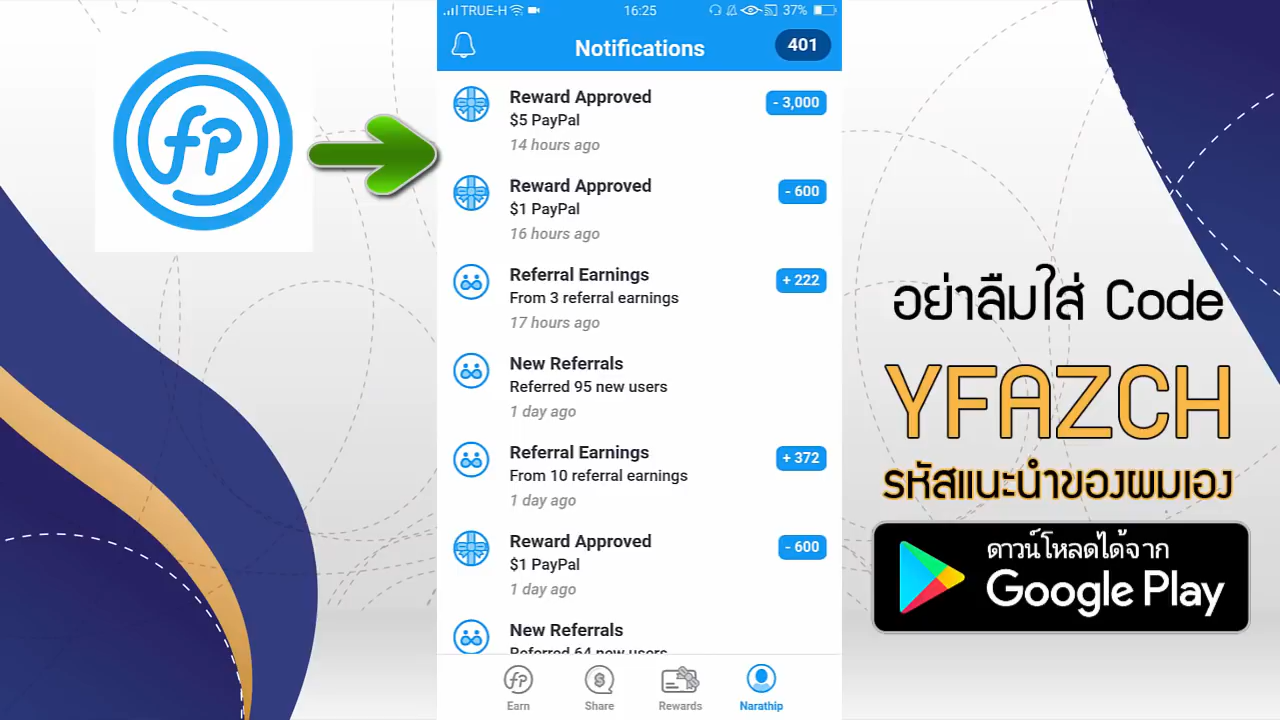 fp
TRUE-H
16:25
37%
Notifications
401
Reward Approved
- 3,000
$5 PayPal
14 hours ago
Reward Approved
- 600
$1 PayPal
16 hours ago
Referral Earnings
+ 222
From 3 referral earnings
17 hours ago
New Referrals
Referred 95 new users
1 day ago
Referral Earnings
+ 372
From 10 referral earnings
1 day ago
Reward Approved
- 600
$1 PayPal
1 day ago
New Referrals
Referred 64 new users
fp
Earn
$
Share
Rewards
Narathip
อย่าลืมใส่ Code
YFAZCH
รหัสแนะนำของผมเอง
ดาวน์โหลดได้จาก
Google Play